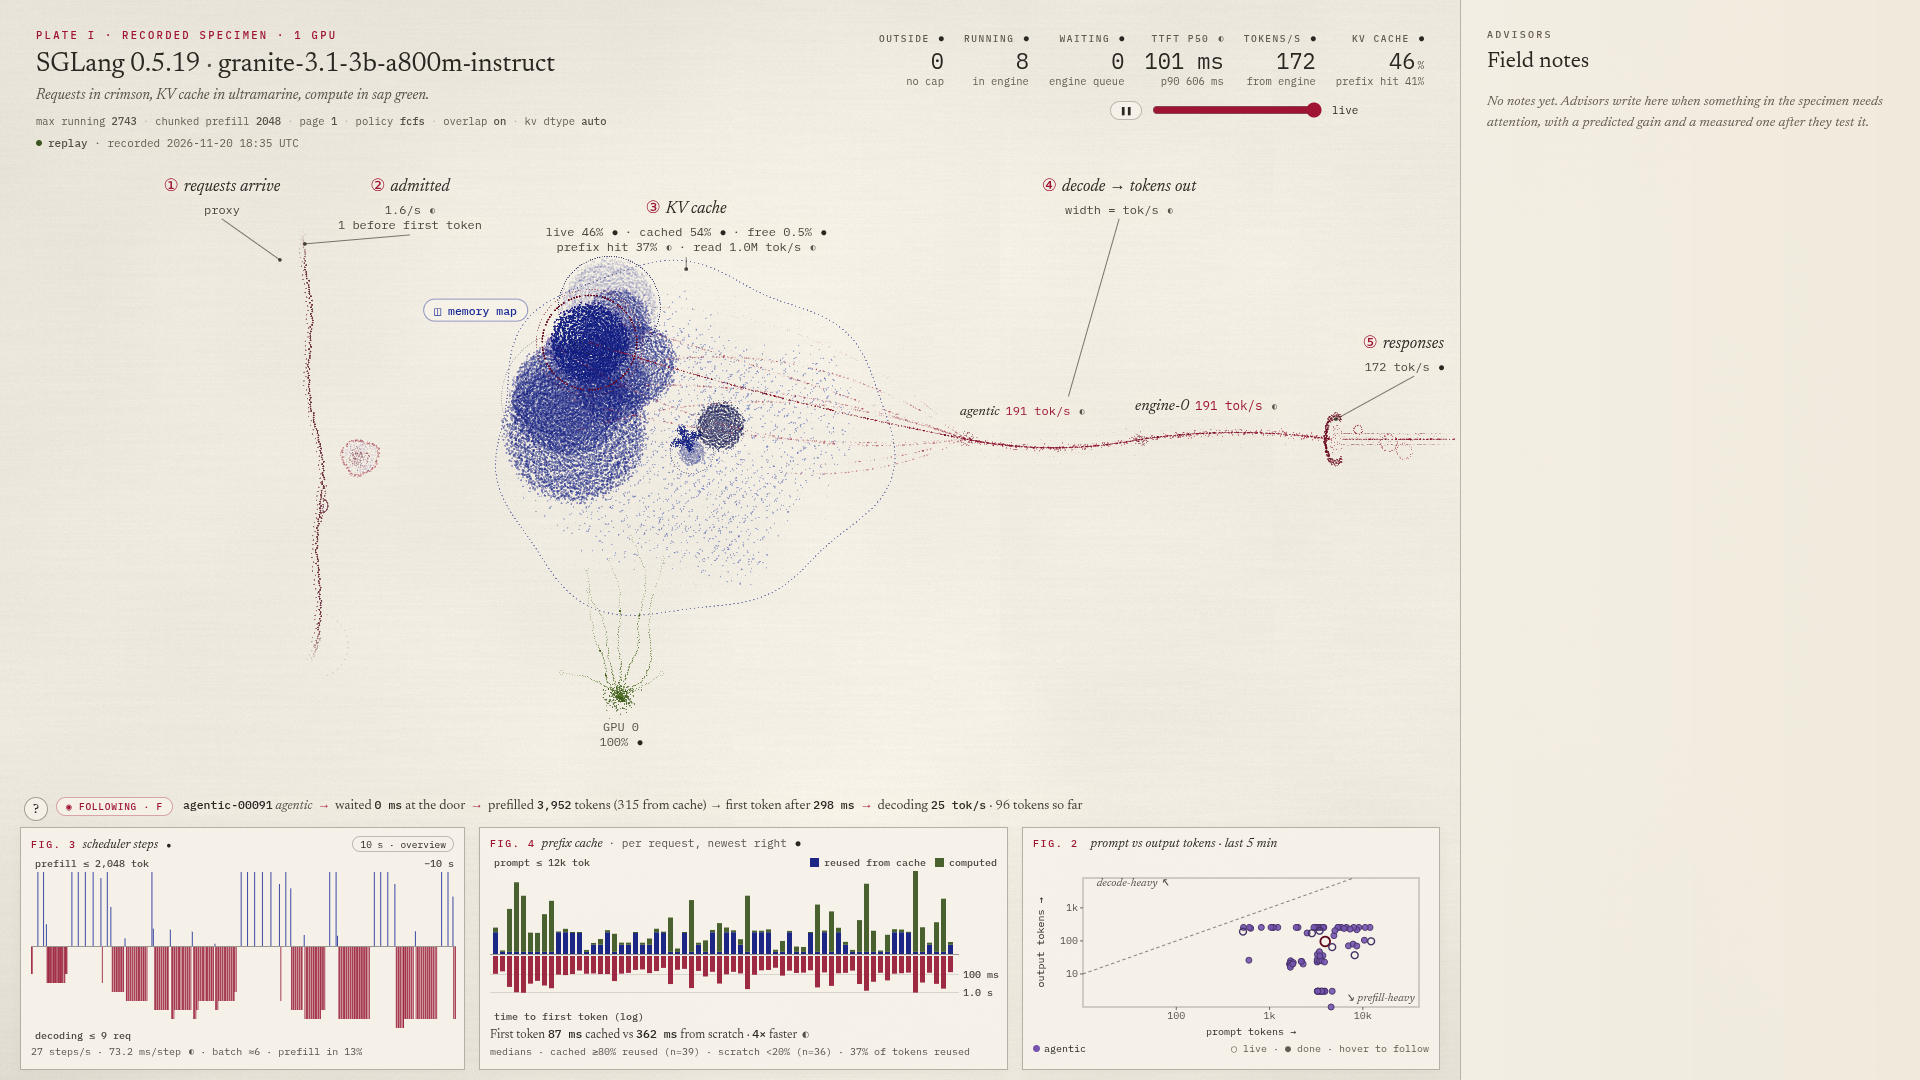 PLATE I · RECORDED SPECIMEN · 1 GPU
SGLang 0.5.19 · granite-3.1-3b-a800m-instruct
Requests in crimson, KV cache in ultramarine, compute in sap green.
max running 2743 · chunked prefill 2048 · page 1 · policy fcfs · overlap on · kv dtype auto
● replay · recorded 2026-11-20 18:35 UTC
OUTSIDE ● RUNNING ● WAITING ● TTFT P50 ◐ TOKENS/S ● KV CACHE ●
0 8 0 101 ms 172 46%
no cap in engine engine queue p90 606 ms from engine prefix hit 41%
live
ADVISORS
Field notes
No notes yet. Advisors write here when something in the specimen needs
attention, with a predicted gain and a measured one after they test it.
① requests arrive
proxy
② admitted
1.6/s ◐
1 before first token
③ KV cache
live 46% ● · cached 54% ● · free 0.5% ●
prefix hit 37% ◐ · read 1.0M tok/s ◐
④ decode → tokens out
width = tok/s ◐
memory map
⑤ responses
172 tok/s ●
agentic 191 tok/s ◐
engine-0 191 tok/s ◐
GPU 0
100% ●
? ◉ FOLLOWING · F agentic-00091 agentic → waited 0 ms at the door → prefilled 3,952 tokens (315 from cache) → first token after 298 ms → decoding 25 tok/s · 96 tokens so far
FIG. 3 scheduler steps ●
10 s · overview
prefill ≤ 2,048 tok
−10 s
decoding ≤ 9 req
27 steps/s · 73.2 ms/step ◐ · batch ≈6 · prefill in 13%
FIG. 4 prefix cache · per request, newest right ●
prompt ≤ 12k tok
reused from cache computed
100 ms
1.0 s
time to first token (log)
First token 87 ms cached vs 362 ms from scratch · 4× faster ◐
medians · cached ≥80% reused (n=39) · scratch <20% (n=36) · 37% of tokens reused
FIG. 2 prompt vs output tokens · last 5 min
decode-heavy ↖
1k
100
10
output tokens →
↘ prefill-heavy
100 1k 10k
prompt tokens →
agentic
○ live · ● done · hover to follow